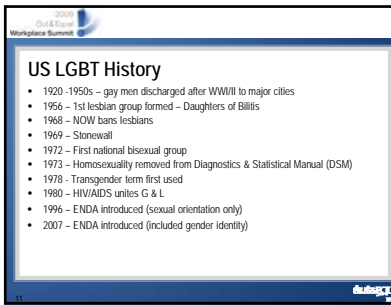 2009
Out & Equal
Workplace Summit
US LGBT History
• 1920 -1950s – gay men discharged after WWI/II to major cities
• 1956 – 1st lesbian group formed – Daughters of Bilitis
• 1968 – NOW bans lesbians
• 1969 – Stonewall
• 1972 – First national bisexual group
• 1973 – Homosexuality removed from Diagnostics & Statistical Manual (DSM)
• 1978 - Transgender term first used
• 1980 – HIV/AIDS unites G & L
• 1996 – ENDA introduced (sexual orientation only)
• 2007 – ENDA introduced (included gender identity)
11